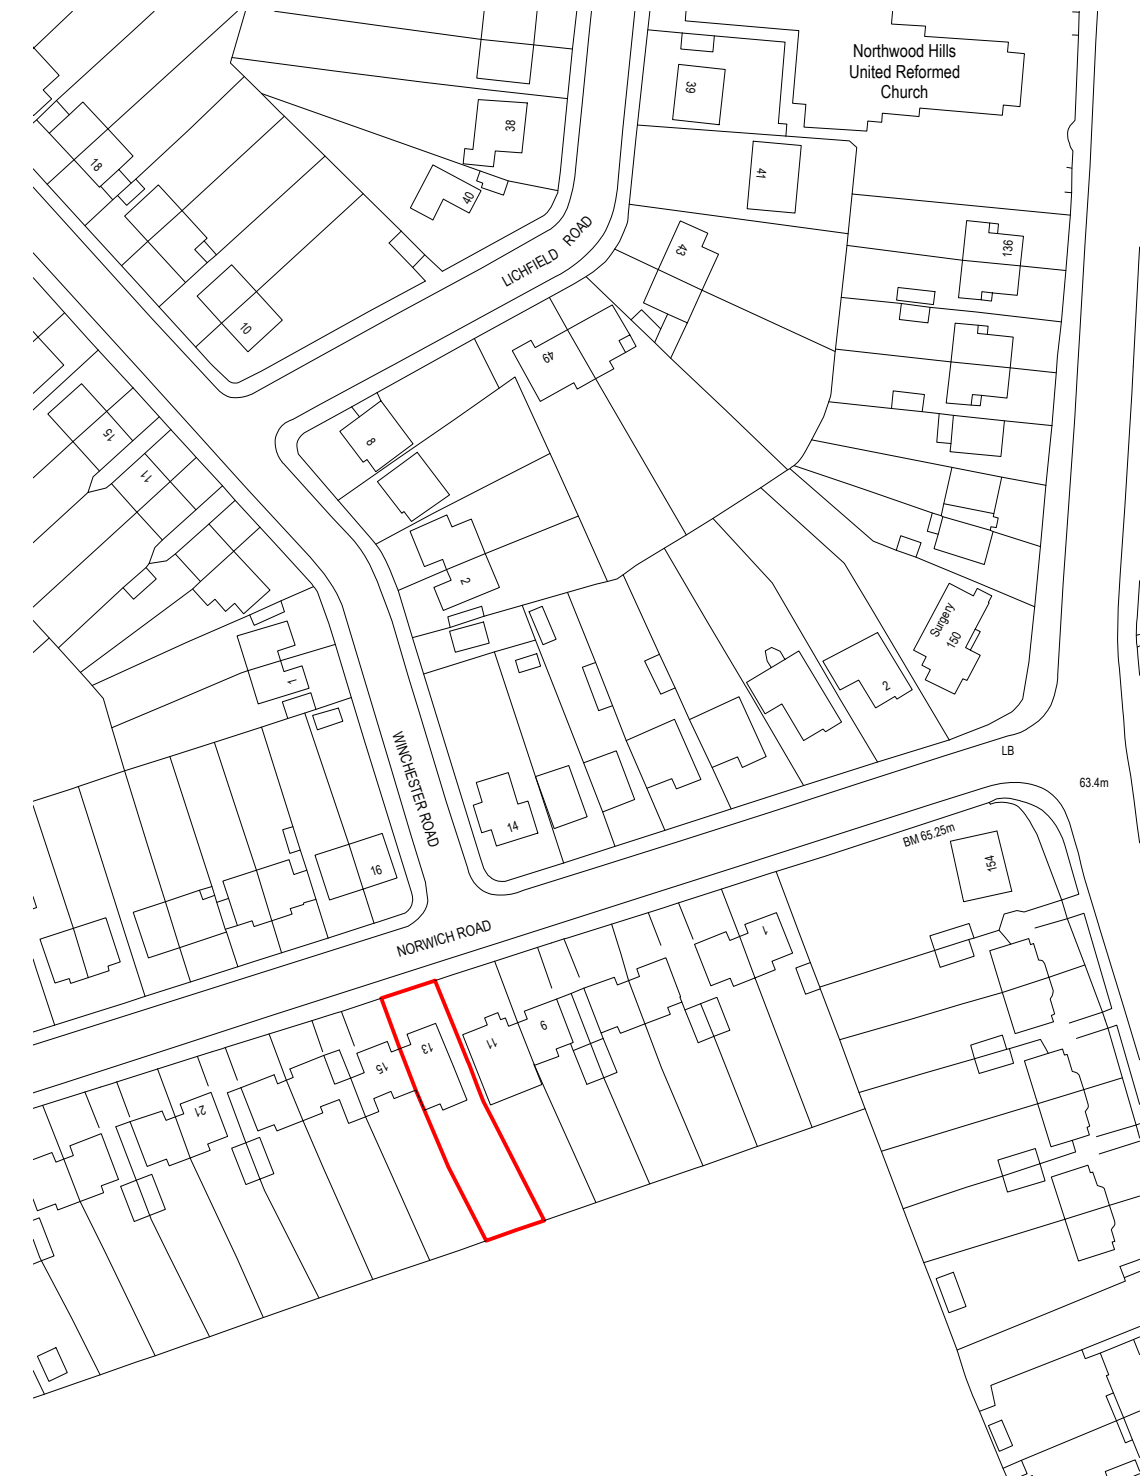 Northwood Hills
United Reformed
Church
39
38
18
41
40
LICHFIELD ROAD
43
136
10
49
15
8
11
2
Surgery
150
1
2
LB
WINCHESTER ROAD
63.4m
14
BM 65.25m
154
16
NORWICH ROAD
1
9
11
13
15
21